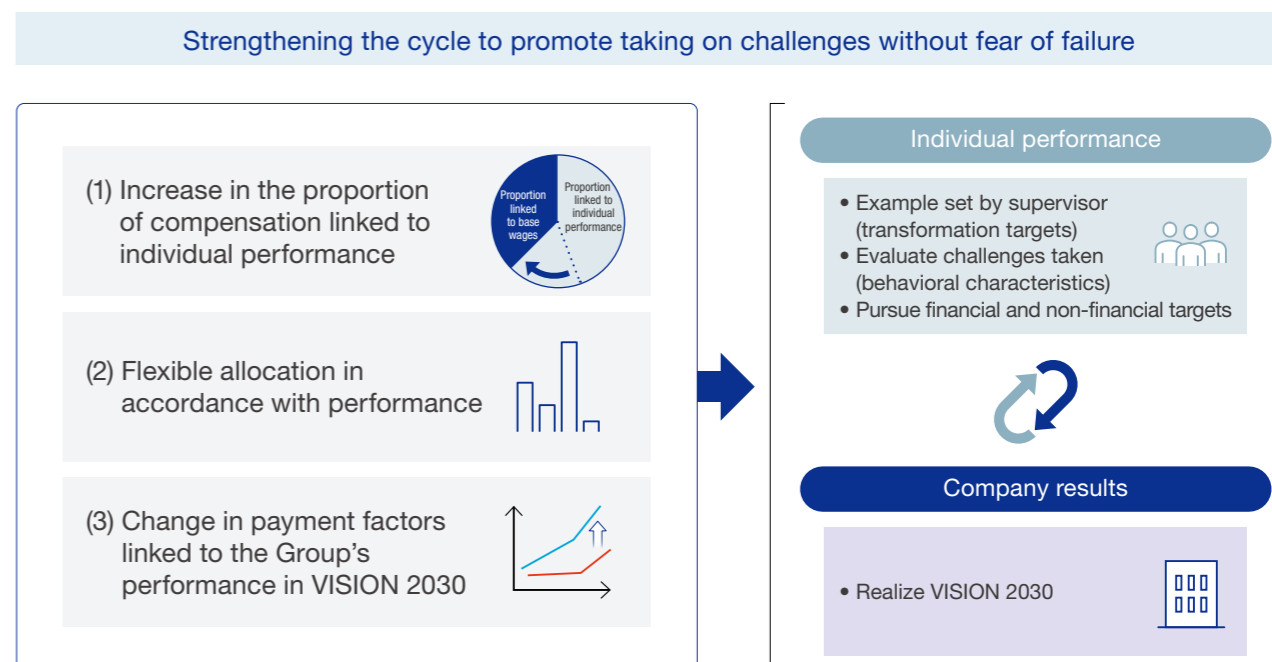 Strengthening the cycle to promote taking on challenges without fear of failure
(1) Increase in the proportion
of compensation linked to
individual performance
Proportion
linked
to base
wages
Proportion
linked to
individual
performance
(2) Flexible allocation in
accordance with performance
(3) Change in payment factors
linked to the Group’s
performance in VISION 2030
Individual performance
• Example set by supervisor
(transformation targets)
• Evaluate challenges taken
(behavioral characteristics)
• Pursue financial and non-financial targets
Company results
• Realize VISION 2030